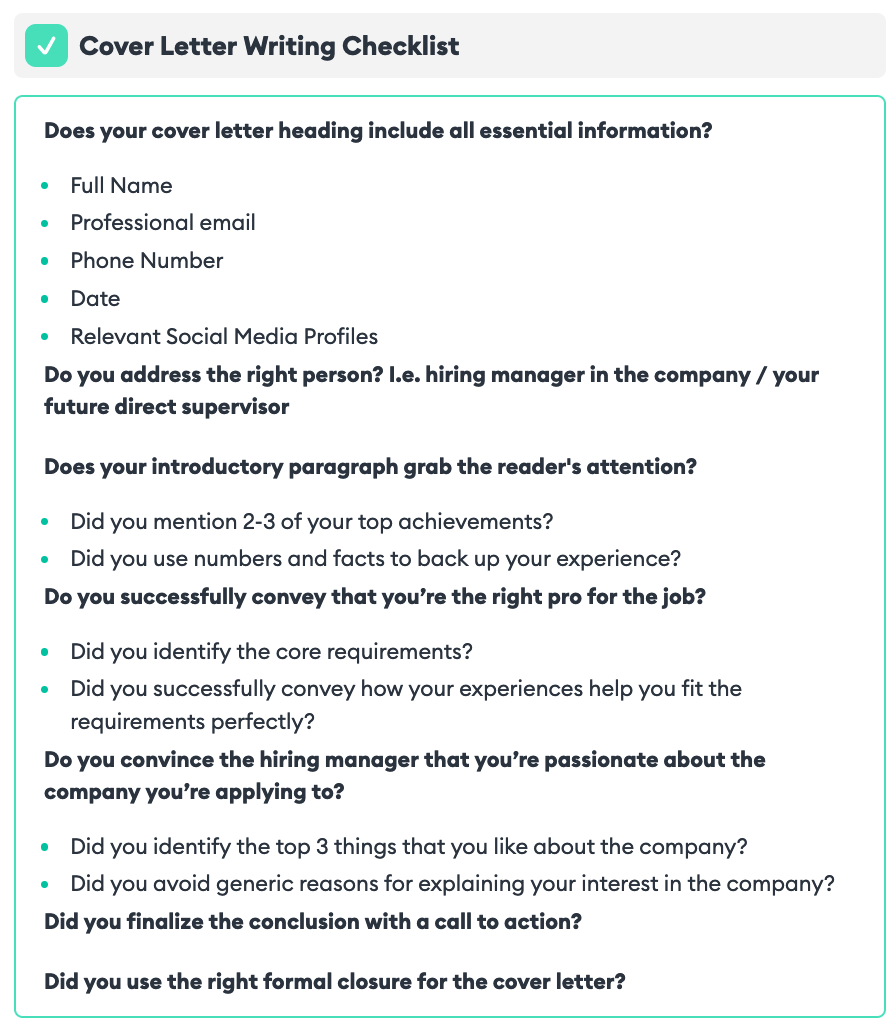 Cover Letter Writing Checklist
Does your cover letter heading include all essential information?
Full Name
Professional email
Phone Number
Date
Relevant Social Media Profiles
Do you address the right person? I.e. hiring manager in the company / your
future direct supervisor
Does your introductory paragraph grab the reader's attention?
Did you mention 2-3 of your top achievements?
Did you use numbers and facts to back up your experience?
Do you successfully convey that you’re the right pro for the job?
Did you identify the core requirements?
Did you successfully convey how your experiences help you fit the
requirements perfectly?
Do you convince the hiring manager that you’re passionate about the
company you’re applying to?
Did you identify the top 3 things that you like about the company?
Did you avoid generic reasons for explaining your interest in the company?
Did you finalize the conclusion with a call to action?
Did you use the right formal closure for the cover letter?